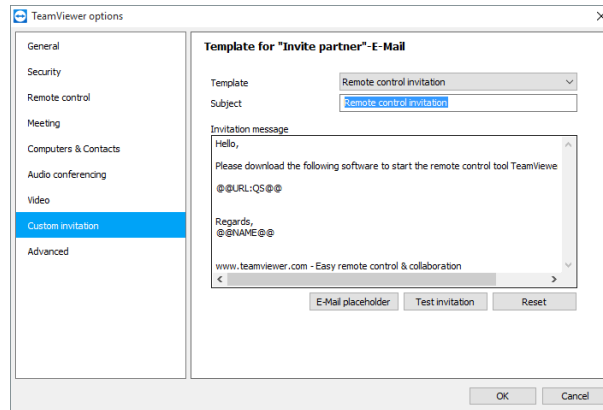 TeamViewer options
General
Security
Remote control
Meeting
Computers & Contacts
Audio conferencing
Video
Custom invitation
Advanced
Template for "Invite partner"-E-Mail
Template Remote control invitation
Subject Remote control invitation
Invitation message
Hello,
Please download the following software to start the remote control tool TeamViewe
@@URL:QS@@
Regards,
@@NAME@@
www.teamviewer.com - Easy remote control & collaboration
E-Mail placeholder Test invitation Reset
OK Cancel